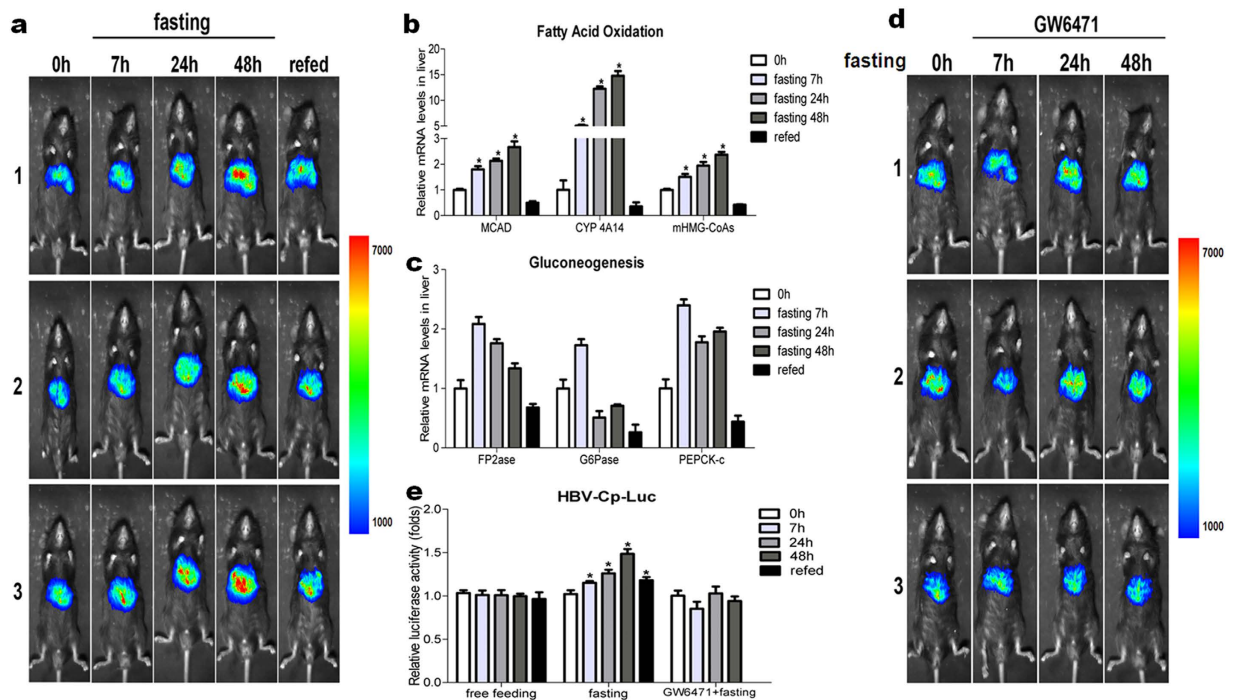 a
fasting
0h 7h 24h 48h refed
1
2
3
7000
1000
b
Fatty Acid Oxidation
Relative mRNA levels in liver
20
15
10
5
3
2
1
0
MCAD CYP 4A14 mHMG-CoAs
* * * * * * * * *
0h
fasting 7h
fasting 24h
fasting 48h
refed
c
Gluconeogenesis
Relative mRNA levels in liver
3
2
1
0
FP2ase G6Pase PEPCK-c
0h
fasting 7h
fasting 24h
fasting 48h
refed
e
HBV-Cp-Luc
Relative luciferase activity (folds)
2.0
1.5
1.0
0.5
0.0
free feeding fasting GW6471+fasting
* * * *
0h
7h
24h
48h
refed
d
GW6471
fasting 0h 7h 24h 48h
1
2
3
7000
1000